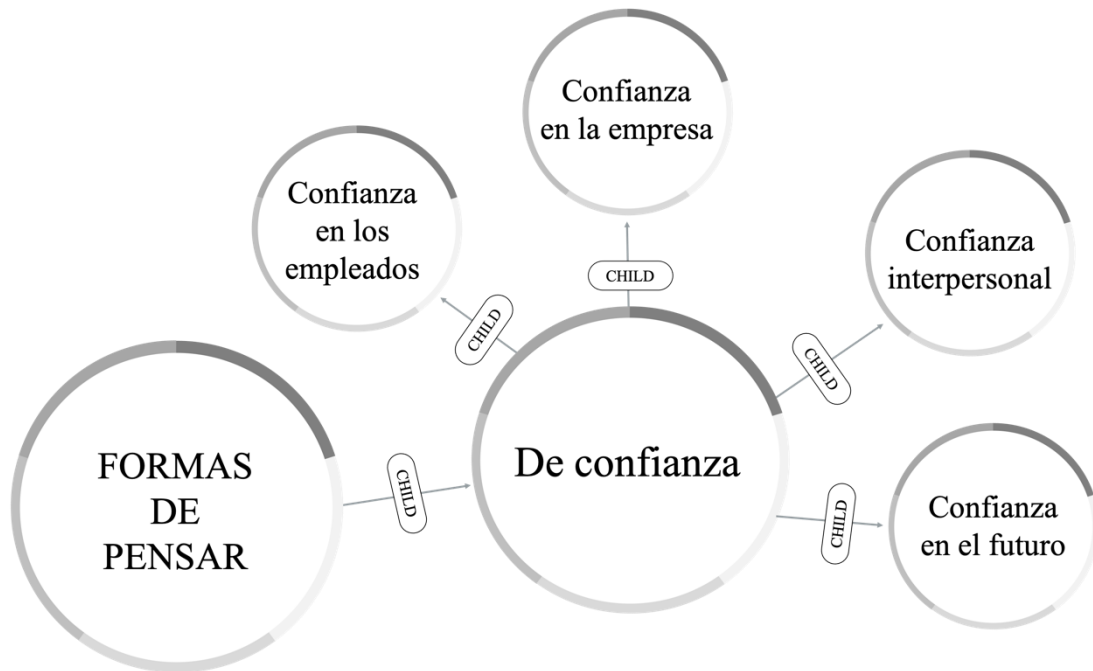 Confianza
en la empresa
Confianza
en los
empleados
Confianza
interpersonal
CHILD
CHILD
CHILD
FORMAS
DE
PENSAR
CHILD
De confianza
CHILD
Confianza
en el futuro